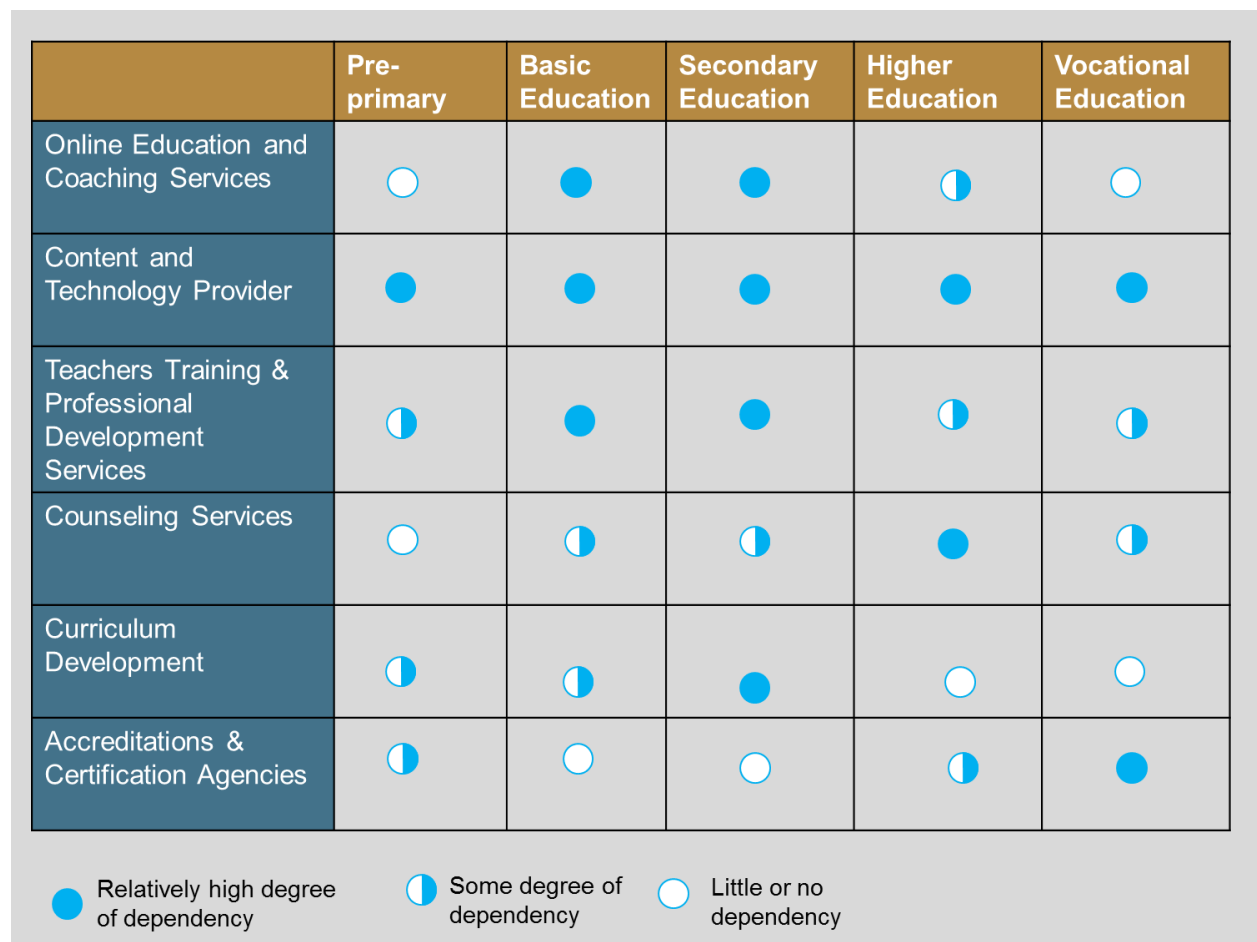 Pre-
primary
Basic
Education
Secondary
Education
Higher
Education
Vocational
Education
Online Education and
Coaching Services
Content and
Technology Provider
Teachers Training &
Professional
Development
Services
Counseling Services
Curriculum
Development
Accreditations &
Certification Agencies
Relatively high degree
of dependency
Some degree of
dependency
Little or no
dependency